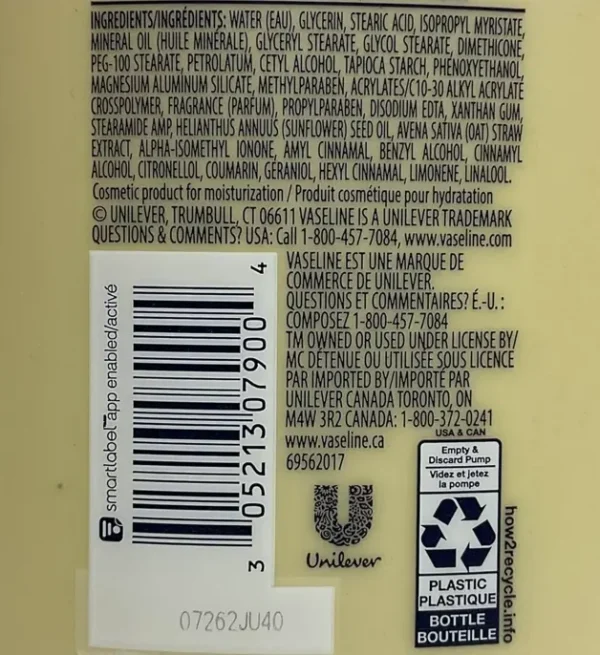 INGREDIENTS/INGRÉDIENTS: WATER (EAU), GLYCERIN, STEARIC ACID, ISOPROPYL MYRISTATE,
MINERAL OIL (HUILE MINÉRALE), GLYCERYL STEARATE, GLYCOL STEARATE, DIMETHICONE,
PEG-100 STEARATE, PETROLATUM, CETYL ALCOHOL, TAPIOCA STARCH, PHENOXYETHANOL,
MAGNESIUM ALUMINUM SILICATE, METHYLPARABEN, ACRYLATES/C10-30 ALKYL ACRYLATE
CROSSPOLYMER, FRAGRANCE (PARFUM), PROPYLPARABEN, DISODIUM EDTA, XANTHAN GUM,
STEARAMIDE AMP, HELIANTHUS ANNUUS (SUNFLOWER) SEED OIL, AVENA SATIVA (OAT) STRAW
EXTRACT, ALPHA-ISOMETHYL IONONE, AMYL CINNAMAL, BENZYL ALCOHOL, CINNAMYL
ALCOHOL, CITRONELLOL, COUMARIN, GERANIOL, HEXYL CINNAMAL, LIMONENE, LINALOOL.
Cosmetic product for moisturization / Produit cosmétique pour hydratation
© UNILEVER, TRUMBULL, CT 06611 VASELINE IS A UNILEVER TRADEMARK
QUESTIONS & COMMENTS? USA: Call 1-800-457-7084, www.vaseline.com
VASELINE EST UNE MARQUE DE
COMMERCE DE UNILEVER.
QUESTIONS ET COMMENTAIRES? É.-U.:
COMPOSEZ 1-800-457-7084
TM OWNED OR USED UNDER LICENSE BY/
MC DÉTENUE OU UTILISÉE SOUS LICENCE
PAR IMPORTED BY/IMPORTÉ PAR
UNILEVER CANADA TORONTO, ON
M4W 3R2 CANADA: 1-800-372-0241
www.vaseline.ca
69562017
smartlabel™ app enabled/activé
3 05213 07900 4
07262JU40
Unilever
USA & CAN
Empty &
Discard Pump
Videz et jetez
la pompe
PLASTIC
PLASTIQUE
BOTTLE
BOUTEILLE
how2recycle.info